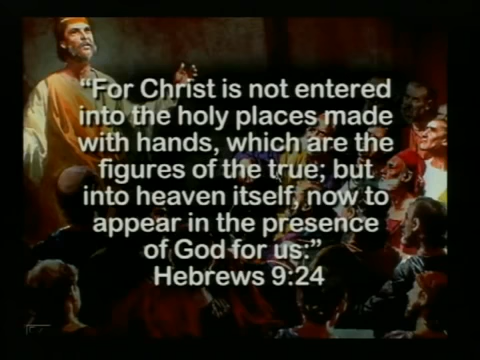 “For Christ is not entered
into the holy places made
with hands, which are the
figures of the true; but
into heaven itself, now to
appear in the presence
of God for us:”
Hebrews 9:24